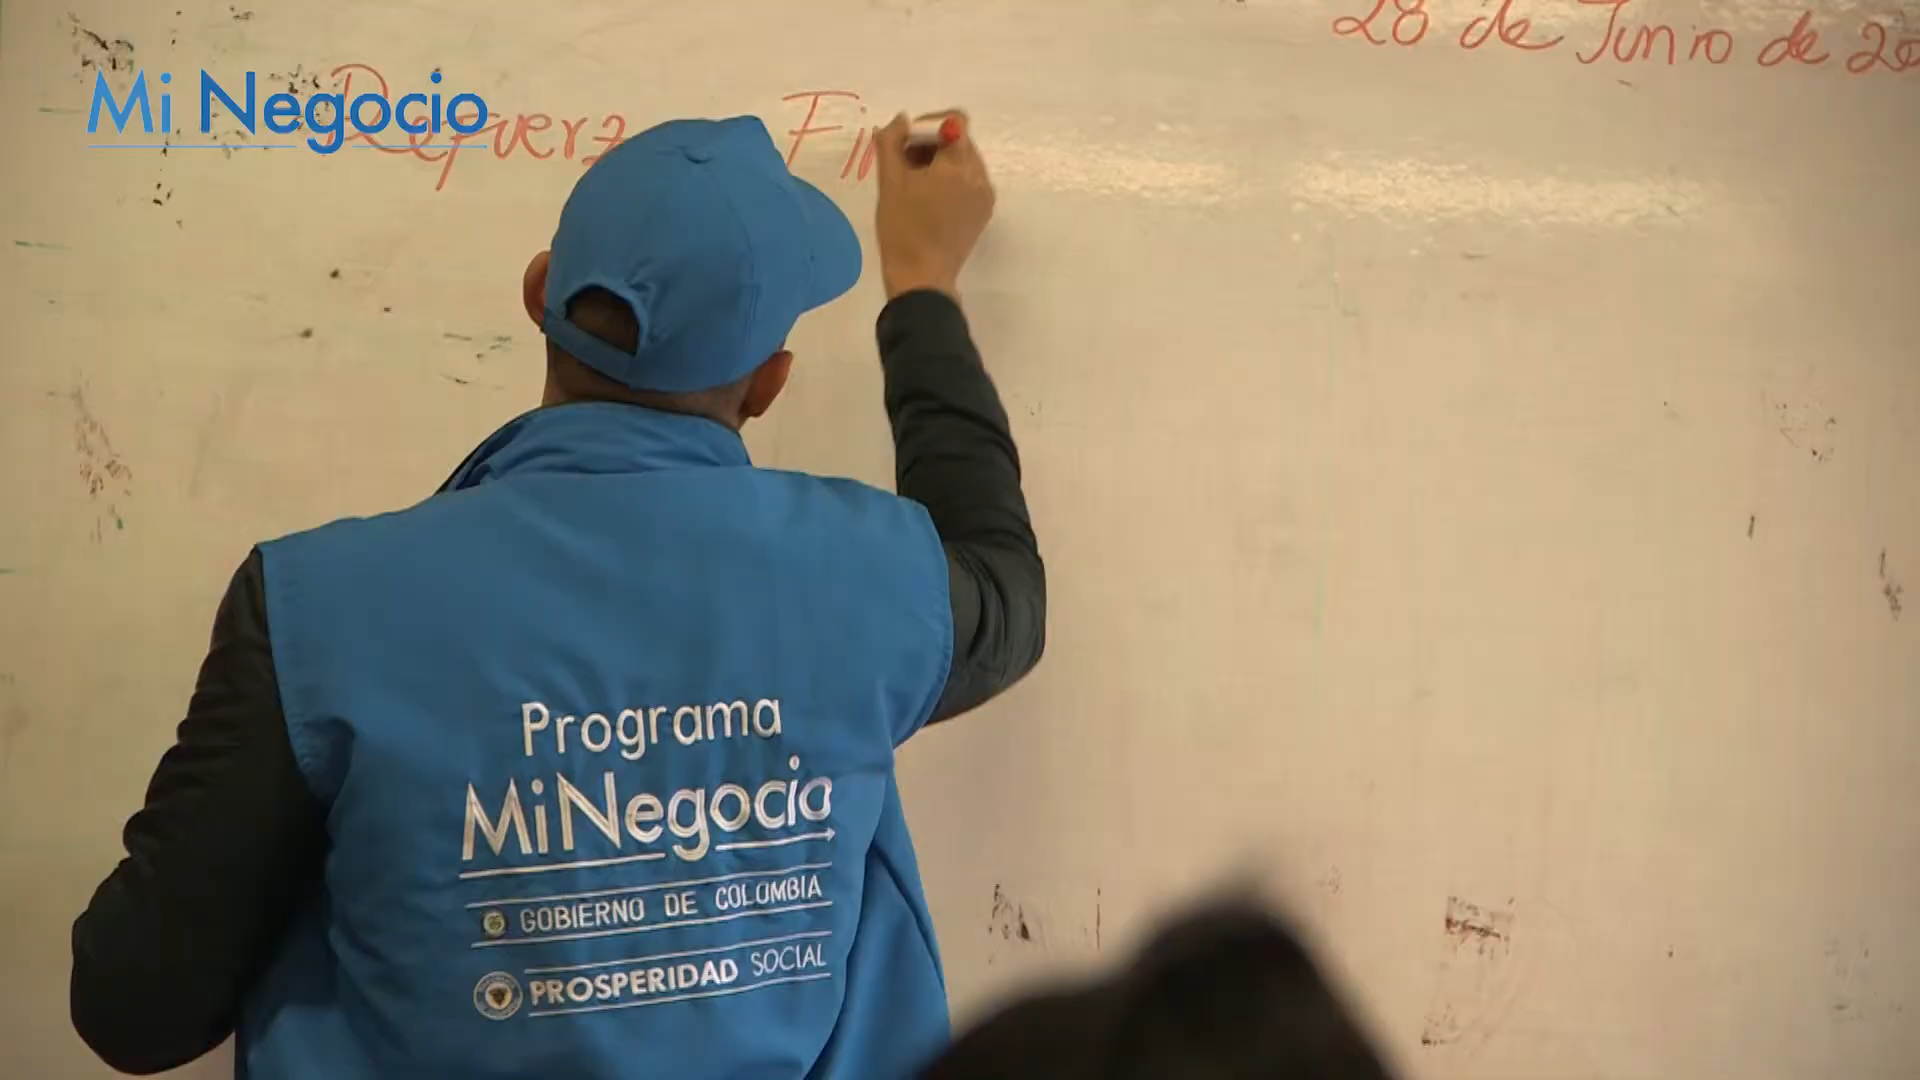 28 de Junio de
Mi Negocio
Programa
MiNegocio
GOBIERNO DE COLOMBIA
PROSPERIDAD SOCIAL